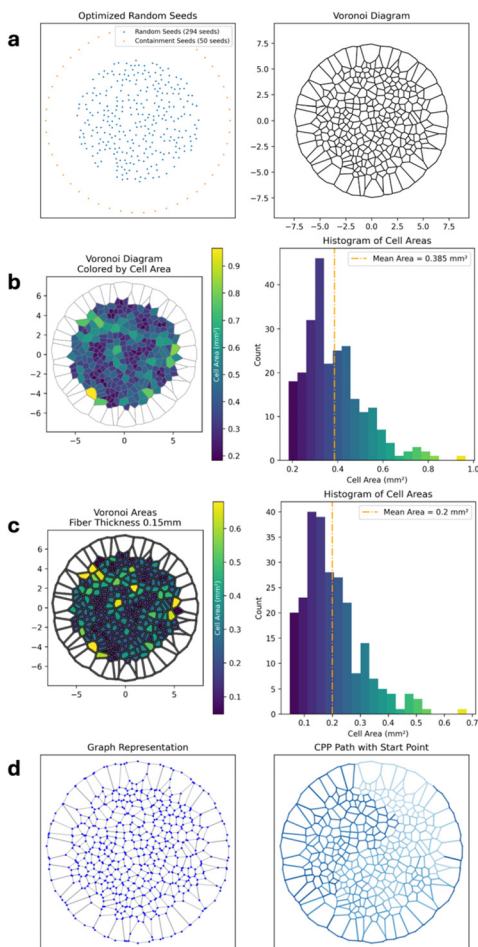 a
Optimized Random Seeds
Random Seeds (294 seeds)
Containment Seeds (50 seeds)
Voronoi Diagram
7.5
5.0
2.5
0.0
−2.5
−5.0
−7.5
−7.5 −5.0 −2.5 0.0 2.5 5.0 7.5
b
Voronoi Diagram
Colored by Cell Area
6
4
2
0
−2
−4
−6
−5 0 5
0.9
0.8
0.7
0.6
0.5
0.4
0.3
0.2
Cell Area (mm²)
Histogram of Cell Areas
Mean Area = 0.385 mm²
Count
40
30
20
10
0
0.2 0.4 0.6 0.8 1.0
Cell Area (mm²)
c
Voronoi Areas
Fiber Thickness 0.15mm
6
4
2
0
−2
−4
−6
−5 0 5
0.6
0.5
0.4
0.3
0.2
0.1
Cell Area (mm²)
Histogram of Cell Areas
Mean Area = 0.2 mm²
Count
40
35
30
25
20
15
10
5
0
0.1 0.2 0.3 0.4 0.5 0.6 0.7
Cell Area (mm²)
d
Graph Representation
CPP Path with Start Point